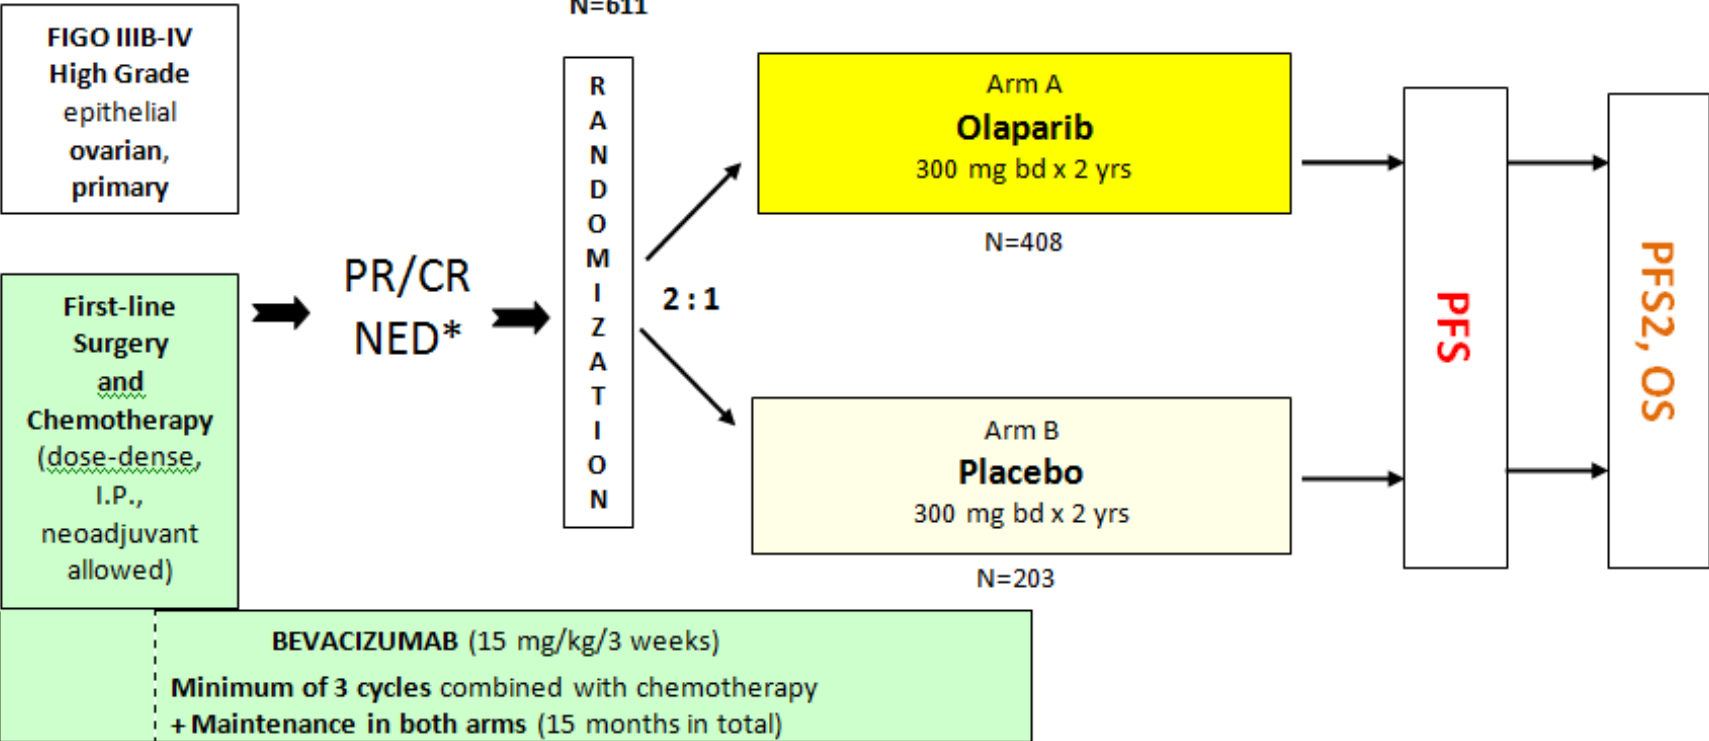 N=611
FIGO IIIB-IV
High Grade
epithelial
ovarian,
primary
First-line
Surgery
and
Chemotherapy
(dose-dense,
I.P.,
neoadjuvant
allowed)
PR/CR
NED*
RANDOMIZATION
2 : 1
Arm A
Olaparib
300 mg bd x 2 yrs
N=408
Arm B
Placebo
300 mg bd x 2 yrs
N=203
PFS
PFS2, OS
BEVACIZUMAB (15 mg/kg/3 weeks)
Minimum of 3 cycles combined with chemotherapy
+ Maintenance in both arms (15 months in total)